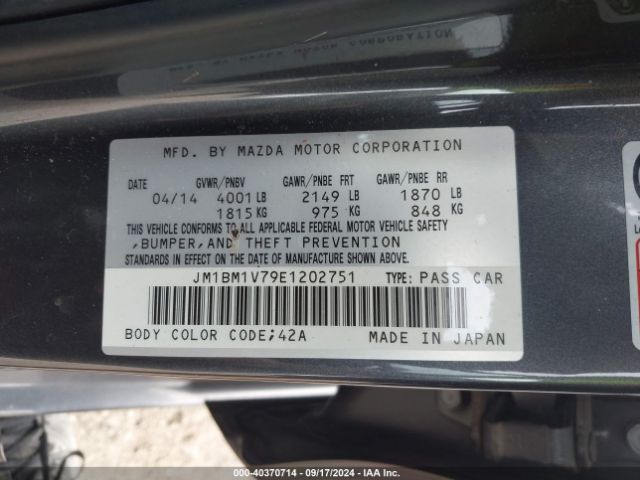 MFD. BY MAZDA MOTOR CORPORATION
DATE GVWR/PNBV GAWR/PNBE FRT GAWR/PNBE RR
04/14 4001 LB 2149 LB 1870 LB
1815 KG 975 KG 848 KG
THIS VEHICLE CONFORMS TO ALL APPLICABLE FEDERAL MOTOR VEHICLE SAFETY
,BUMPER,AND THEFT PREVENTION
STANDARDS IN EFFECT ON THE DATE OF MANUFACTURE SHOWN ABOVE.
JM1BM1V79E1202751 TYPE: PASS CAR
BODY COLOR CODE;42A MADE IN JAPAN
000-40370714 - 09/17/2024 - IAA Inc.